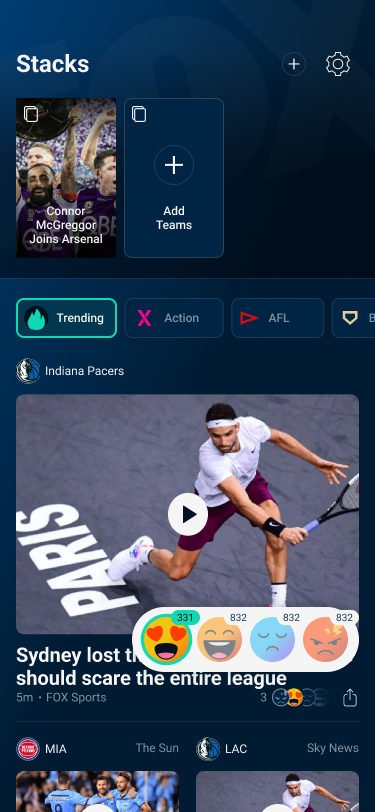 Stacks
Connor
McGreggor
Joins Arsenal
Add
Teams
Trending
Action
AFL
B
Indiana Pacers
PARIS
331
832
832
832
Sydney lost th
should scare the entire league
5m • FOX Sports
3
MIA
The Sun
LAC
Sky News